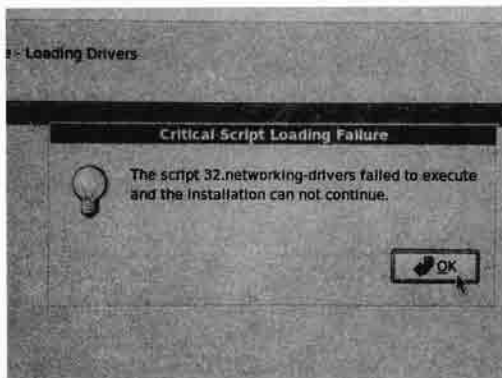 - Loading Drivers
Critical Script Loading Failure
The script 32.networking-drivers failed to execute
and the installation can not continue.
OK